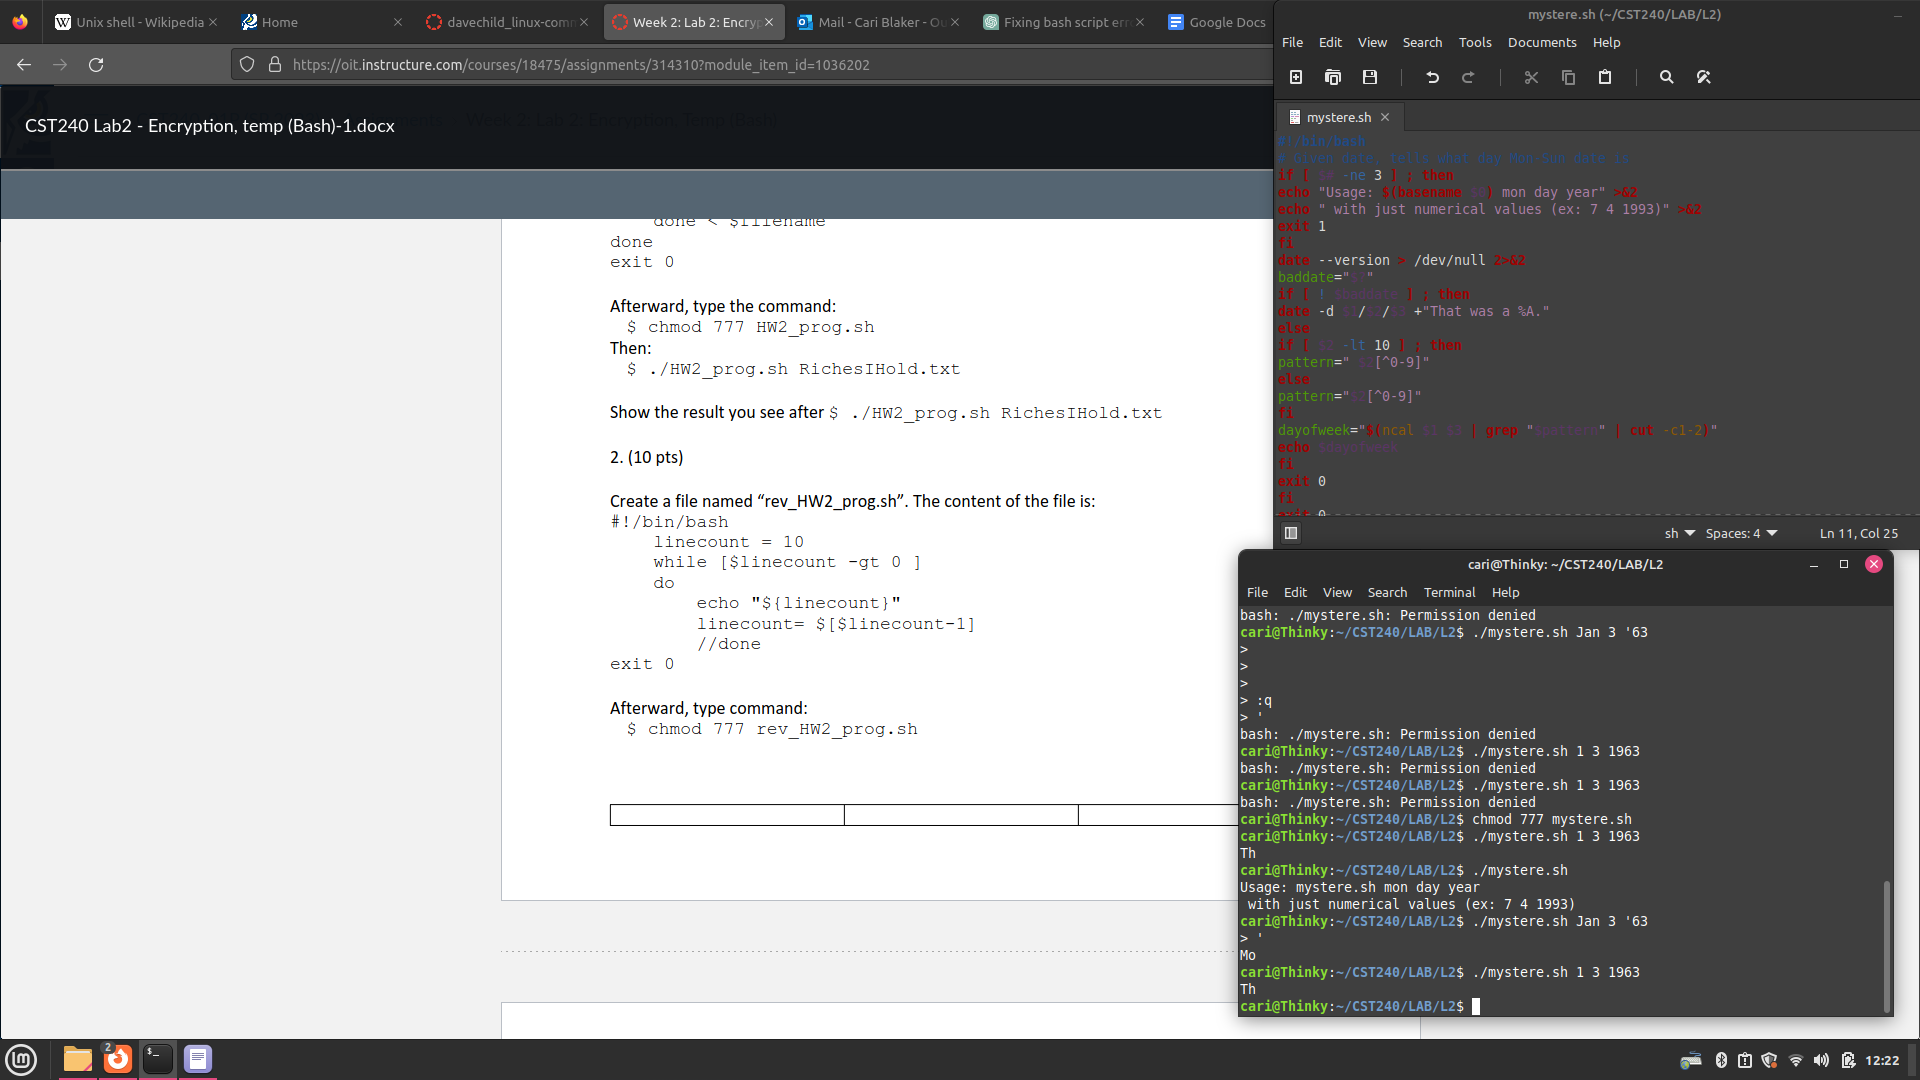 Unix shell - Wikipedia
Home
davechild_linux-comm
Week 2: Lab 2: Encryp
Mail - Cari Blaker - Ou
Fixing bash script err
Google Docs
https://oit.instructure.com/courses/18475/assignments/314310?module_item_id=1036202
CST240 Lab2 - Encryption, temp (Bash)-1.docx
done < $filename
done
exit 0
Afterward, type the command:
$ chmod 777 HW2_prog.sh
Then:
$ ./HW2_prog.sh RichesIHold.txt
Show the result you see after $ ./HW2_prog.sh RichesIHold.txt
2. (10 pts)
Create a file named “rev_HW2_prog.sh”. The content of the file is:
#!/bin/bash
linecount = 10
while [$linecount -gt 0 ]
do
echo "${linecount}"
linecount= $[$linecount-1]
//done
exit 0
Afterward, type command:
$ chmod 777 rev_HW2_prog.sh
mystere.sh (~/CST240/LAB/L2)
File Edit View Search Tools Documents Help
mystere.sh
#!/bin/bash
# Given date, tells what day Mon-Sun date is
if [ $# -ne 3 ] ; then
echo "Usage: $(basename $0) mon day year" >&2
echo " with just numerical values (ex: 7 4 1993)" >&2
exit 1
fi
date --version > /dev/null 2>&2
baddate="$?"
if [ ! $baddate ] ; then
date -d $1/$2/$3 +"That was a %A."
else
if [ $2 -lt 10 ] ; then
pattern=" $2[^0-9]"
else
pattern="$2[^0-9]"
fi
dayofweek="$(ncal $1 $3 | grep "$pattern" | cut -c1-2)"
echo $dayofweek
fi
exit 0
fi
exit 0
sh Spaces: 4 Ln 11, Col 25
cari@Thinky: ~/CST240/LAB/L2
File Edit View Search Terminal Help
bash: ./mystere.sh: Permission denied
cari@Thinky:~/CST240/LAB/L2$ ./mystere.sh Jan 3 '63
>
>
>
> :q
> '
bash: ./mystere.sh: Permission denied
cari@Thinky:~/CST240/LAB/L2$ ./mystere.sh 1 3 1963
bash: ./mystere.sh: Permission denied
cari@Thinky:~/CST240/LAB/L2$ ./mystere.sh 1 3 1963
bash: ./mystere.sh: Permission denied
cari@Thinky:~/CST240/LAB/L2$ chmod 777 mystere.sh
cari@Thinky:~/CST240/LAB/L2$ ./mystere.sh 1 3 1963
Th
cari@Thinky:~/CST240/LAB/L2$ ./mystere.sh
Usage: mystere.sh mon day year
with just numerical values (ex: 7 4 1993)
cari@Thinky:~/CST240/LAB/L2$ ./mystere.sh Jan 3 '63
> '
Mo
cari@Thinky:~/CST240/LAB/L2$ ./mystere.sh 1 3 1963
Th
cari@Thinky:~/CST240/LAB/L2$
2
12:22